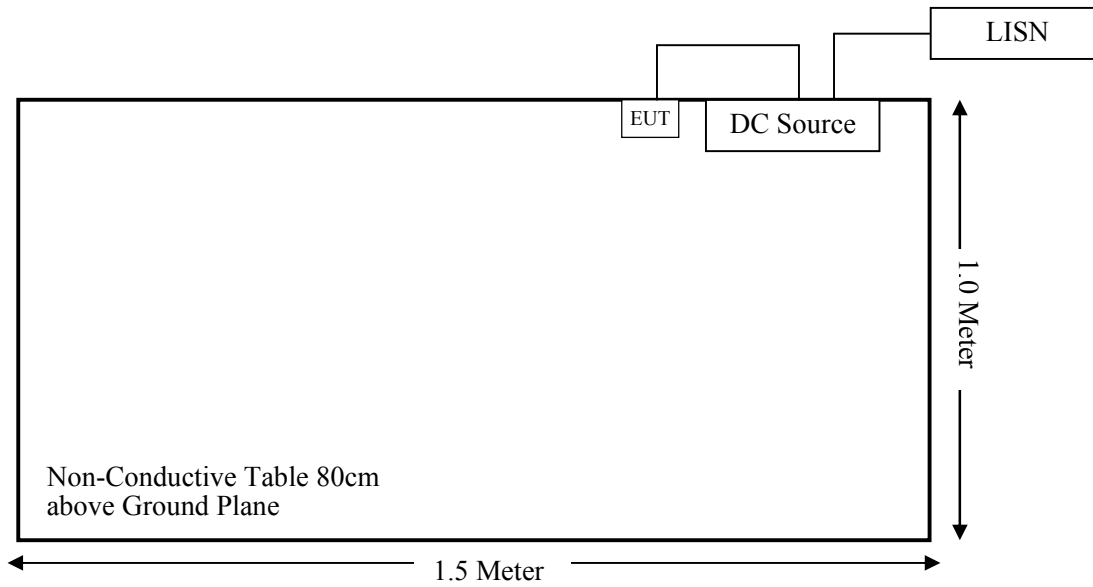 LISN
EUT
DC Source
1.0 Meter
Non-Conductive Table 80cm
above Ground Plane
1.5 Meter